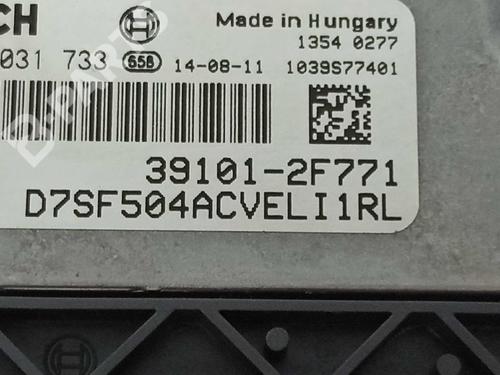 CH Made in Hungary
1354 0277
031 733 658 14-08-11 1039S77401
39101-2F771
D7SF504ACVELI1RL